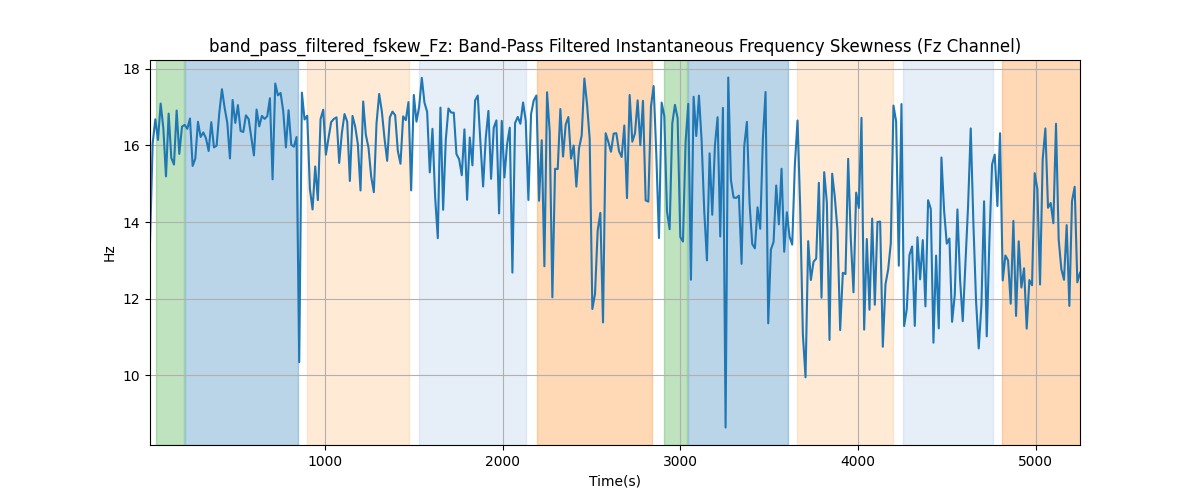 band_pass_filtered_fskew_Fz: Band-Pass Filtered Instantaneous Frequency Skewness (Fz Channel)
18
16
14
12
10
Hz
1000 2000 3000 4000 5000
Time(s)